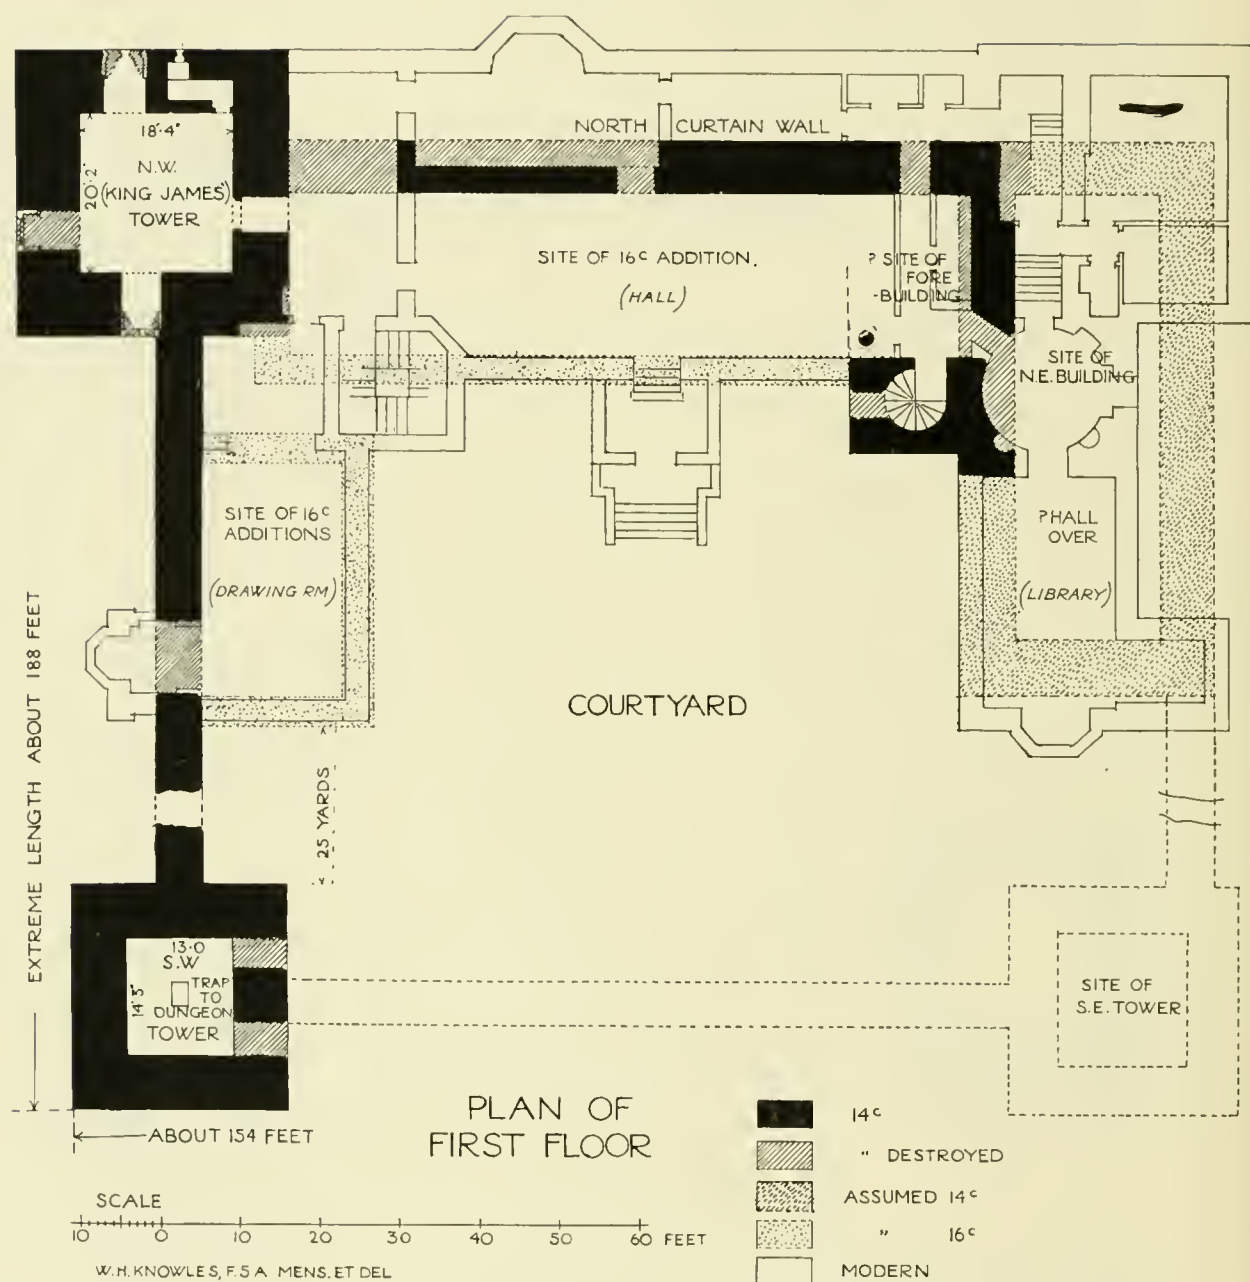 NORTH CURTAIN WALL
18'·4"
20'·2"
N.W.
(KING JAMES')
TOWER
SITE OF 16ᶜ ADDITION.
(HALL)
? SITE OF
FORE
-BUILDING
SITE OF
N.E. BUILDING
SITE OF 16ᶜ
ADDITIONS
(DRAWING RM)
? HALL
OVER
(LIBRARY)
COURTYARD
EXTREME LENGTH ABOUT 188 FEET
25 YARDS
13·0
S.W
14'·3"
TRAP
TO
DUNGEON
TOWER
SITE OF
S.E. TOWER
ABOUT 154 FEET
PLAN OF
FIRST FLOOR
14ᶜ
" DESTROYED
ASSUMED 14ᶜ
" 16ᶜ
MODERN
SCALE
10 0 10 20 30 40 50 60 FEET
W.H. KNOWLES, F.S.A MENS. ET DEL